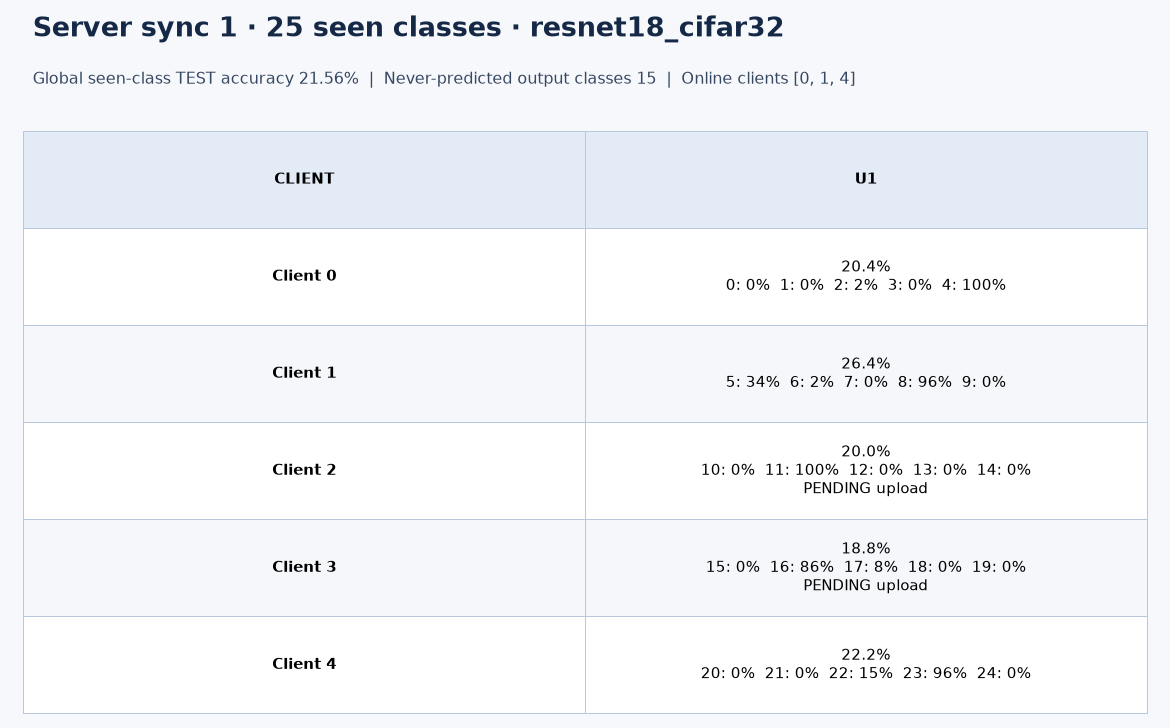 Server sync 1 · 25 seen classes · resnet18_cifar32
Global seen-class TEST accuracy 21.56% | Never-predicted output classes 15 | Online clients [0, 1, 4]
CLIENT
U1
Client 0
20.4%
0: 0% 1: 0% 2: 2% 3: 0% 4: 100%
Client 1
26.4%
5: 34% 6: 2% 7: 0% 8: 96% 9: 0%
Client 2
20.0%
10: 0% 11: 100% 12: 0% 13: 0% 14: 0%
PENDING upload
Client 3
18.8%
15: 0% 16: 86% 17: 8% 18: 0% 19: 0%
PENDING upload
Client 4
22.2%
20: 0% 21: 0% 22: 15% 23: 96% 24: 0%